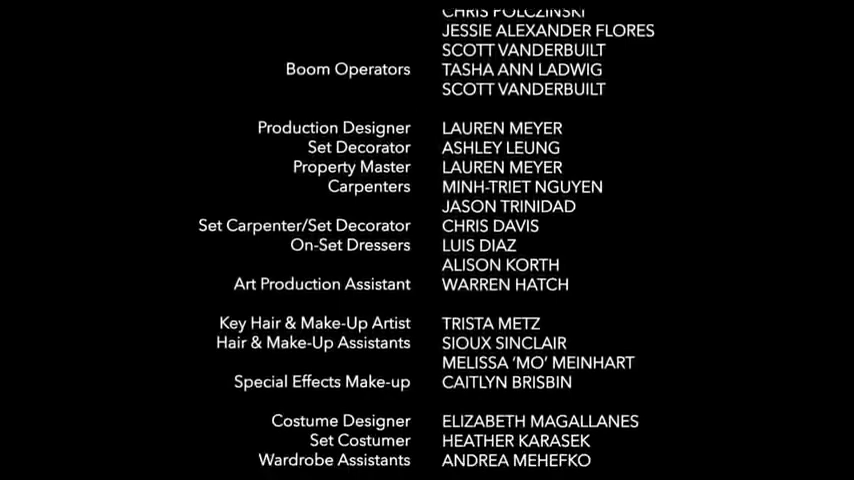 CHRIS POLCZINSKI
JESSIE ALEXANDER FLORES
SCOTT VANDERBUILT
Boom Operators TASHA ANN LADWIG
SCOTT VANDERBUILT
Production Designer LAUREN MEYER
Set Decorator ASHLEY LEUNG
Property Master LAUREN MEYER
Carpenters MINH-TRIET NGUYEN
JASON TRINIDAD
Set Carpenter/Set Decorator CHRIS DAVIS
On-Set Dressers LUIS DIAZ
ALISON KORTH
Art Production Assistant WARREN HATCH
Key Hair & Make-Up Artist TRISTA METZ
Hair & Make-Up Assistants SIOUX SINCLAIR
MELISSA ‘MO’ MEINHART
Special Effects Make-up CAITLYN BRISBIN
Costume Designer ELIZABETH MAGALLANES
Set Costumer HEATHER KARASEK
Wardrobe Assistants ANDREA MEHEFKO